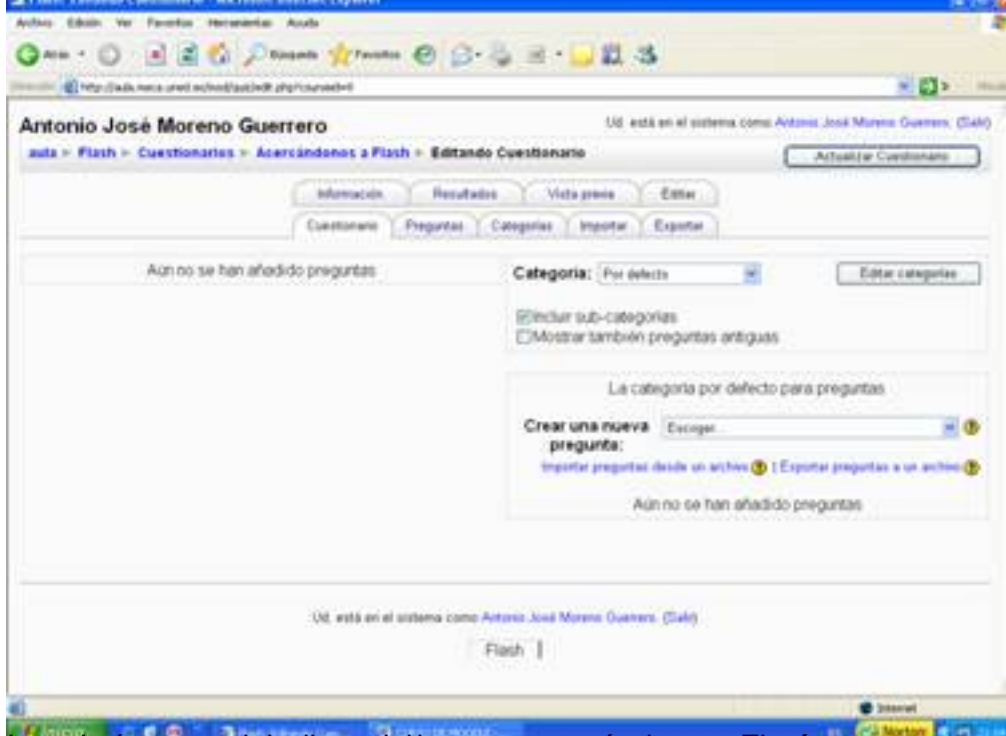 Archivo Edición Ver Favoritos Herramientas Ayuda
Atrás Búsqueda Favoritos
Antonio José Moreno Guerrero
Ud. está en el sistema como Antonio José Moreno Guerrero. (Salir)
aula ► Flash ► Cuestionarios ► Acercándonos a Flash ► Editando Cuestionario
Actualizar Cuestionario
Información Resultados Vista previa Editar
Cuestionario Preguntas Categorías Importar Exportar
Aún no se han añadido preguntas
Categoría: Por defecto
Editar categorías
Incluir sub-categorías
Mostrar también preguntas antiguas
La categoría por defecto para preguntas
Crear una nueva pregunta: Escoger...
Importar preguntas desde un archivo | Exportar preguntas a un archivo
Aún no se han añadido preguntas
Ud. está en el sistema como Antonio José Moreno Guerrero. (Salir)
Flash
Internet
Norton